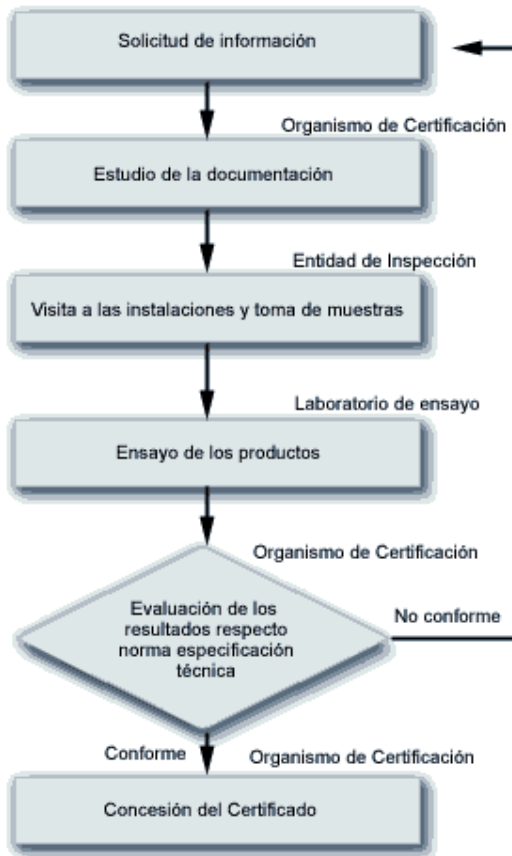 Solicitud de información
Organismo de Certificación
Estudio de la documentación
Entidad de Inspección
Visita a las instalaciones y toma de muestras
Laboratorio de ensayo
Ensayo de los productos
Organismo de Certificación
Evaluación de los
resultados respecto
norma especificación
técnica
No conforme
Conforme
Organismo de Certificación
Concesión del Certificado